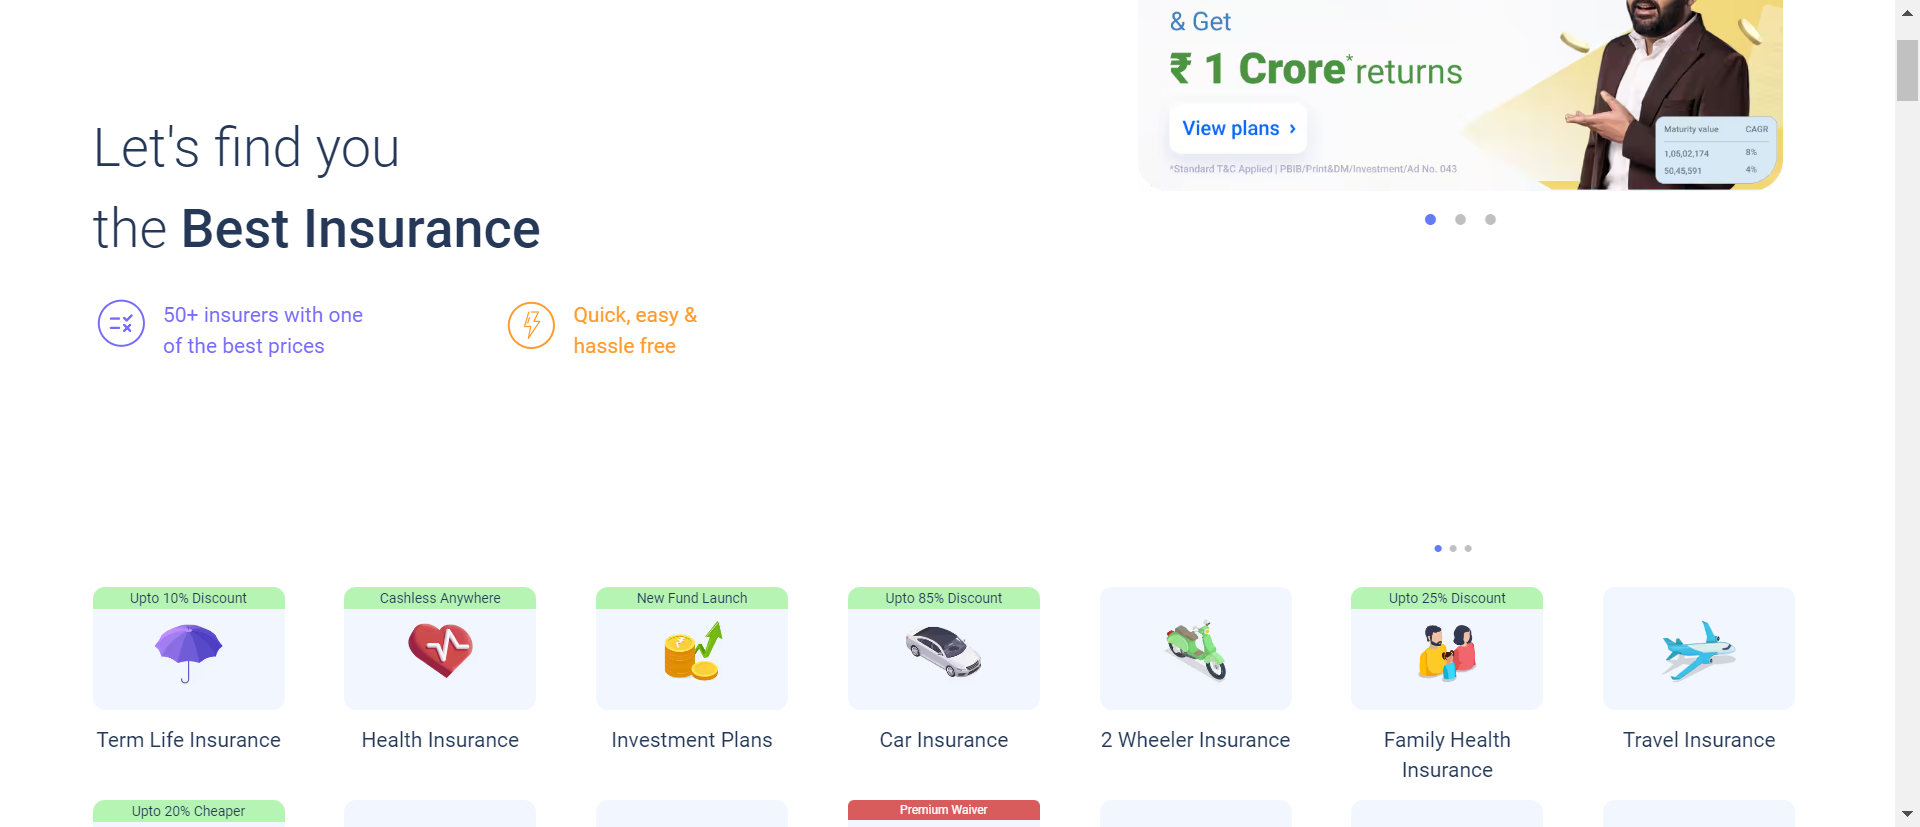 & Get
₹ 1 Crore* returns
View plans ›
Maturity value CAGR
1,05,02,174 8%
50,45,591 4%
*Standard T&C Applied | PBIB/Print&DM/Investment/Ad No. 043
Let's find you
the Best Insurance
50+ insurers with one
of the best prices
Quick, easy &
hassle free
Upto 10% Discount
Term Life Insurance
Cashless Anywhere
Health Insurance
New Fund Launch
Investment Plans
Upto 85% Discount
Car Insurance
2 Wheeler Insurance
Upto 25% Discount
Family Health
Insurance
Travel Insurance
Upto 20% Cheaper
Premium Waiver